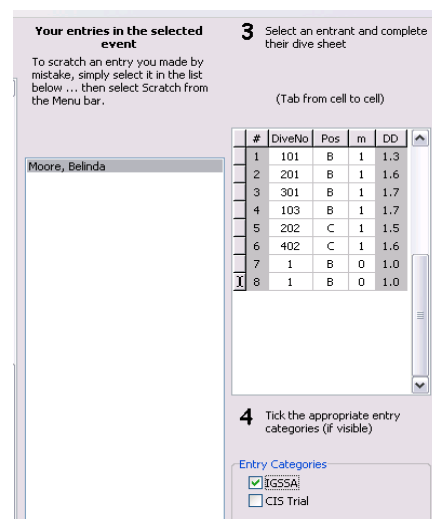 Your entries in the selected
event
To scratch an entry you made by
mistake, simply select it in the list
below ... then select Scratch from
the Menu bar.
Moore, Belinda
3 Select an entrant and complete
their dive sheet
(Tab from cell to cell)
# DiveNo Pos m DD
1 101 B 1 1.3
2 201 B 1 1.6
3 301 B 1 1.7
4 103 B 1 1.7
5 202 C 1 1.5
6 402 C 1 1.6
7 1 B 0 1.0
8 1 B 0 1.0
4 Tick the appropriate entry
categories (if visible)
Entry Categories
IGSSA
CIS Trial